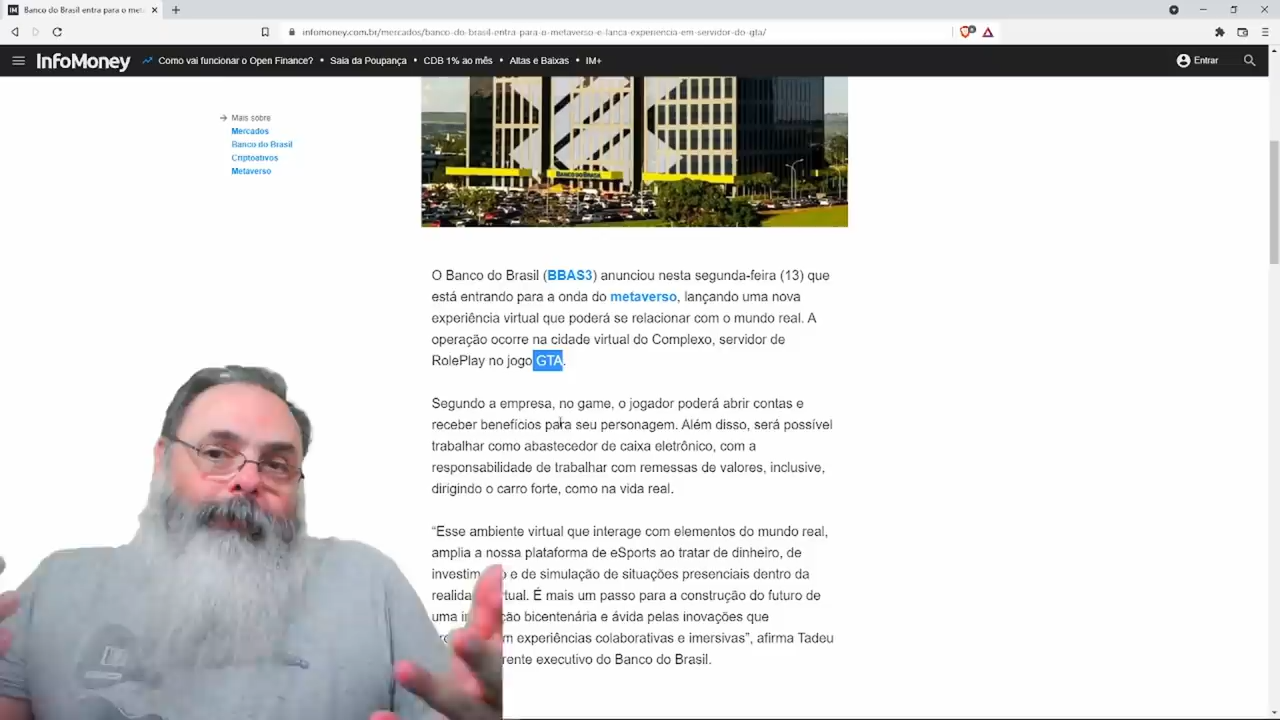 Banco do Brasil entra para o met
infomoney.com.br/mercados/banco-do-brasil-entra-para-o-metaverso-e-lanca-experiencia-em-servidor-do-gta/
InfoMoney
Como vai funcionar o Open Finance? • Saia da Poupança • CDB 1% ao mês • Altas e Baixas • IM+
Entrar
→ Mais sobre
Mercados
Banco do Brasil
Criptoativos
Metaverso
BANCO DO BRASIL
O Banco do Brasil (BBAS3) anunciou nesta segunda-feira (13) que
está entrando para a onda do metaverso, lançando uma nova
experiência virtual que poderá se relacionar com o mundo real. A
operação ocorre na cidade virtual do Complexo, servidor de
RolePlay no jogo GTA.
Segundo a empresa, no game, o jogador poderá abrir contas e
receber benefícios para seu personagem. Além disso, será possível
trabalhar como abastecedor de caixa eletrônico, com a
responsabilidade de trabalhar com remessas de valores, inclusive,
dirigindo o carro forte, como na vida real.
“Esse ambiente virtual que interage com elementos do mundo real,
amplia a nossa plataforma de eSports ao tratar de dinheiro, de
e de simulação de situações presenciais dentro da
É mais um passo para a construção do futuro de
uma bicentenária e ávida pelas inovações que
experiências colaborativas e imersivas”, afirma Tadeu
executivo do Banco do Brasil.